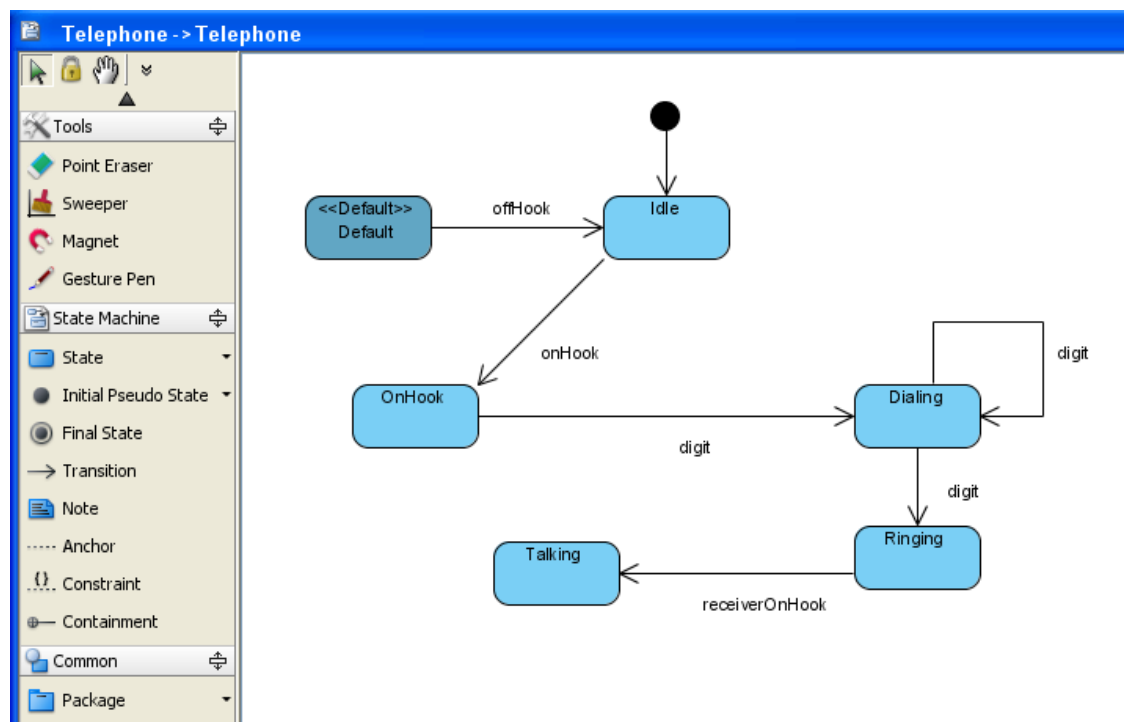 Telephone -> Telephone
Tools
Point Eraser
Sweeper
Magnet
Gesture Pen
State Machine
State
Initial Pseudo State
Final State
Transition
Note
Anchor
Constraint
Containment
Common
Package
<<Default>>
Default
offHook
Idle
onHook
OnHook
digit
Dialing
digit
digit
Ringing
receiverOnHook
Talking